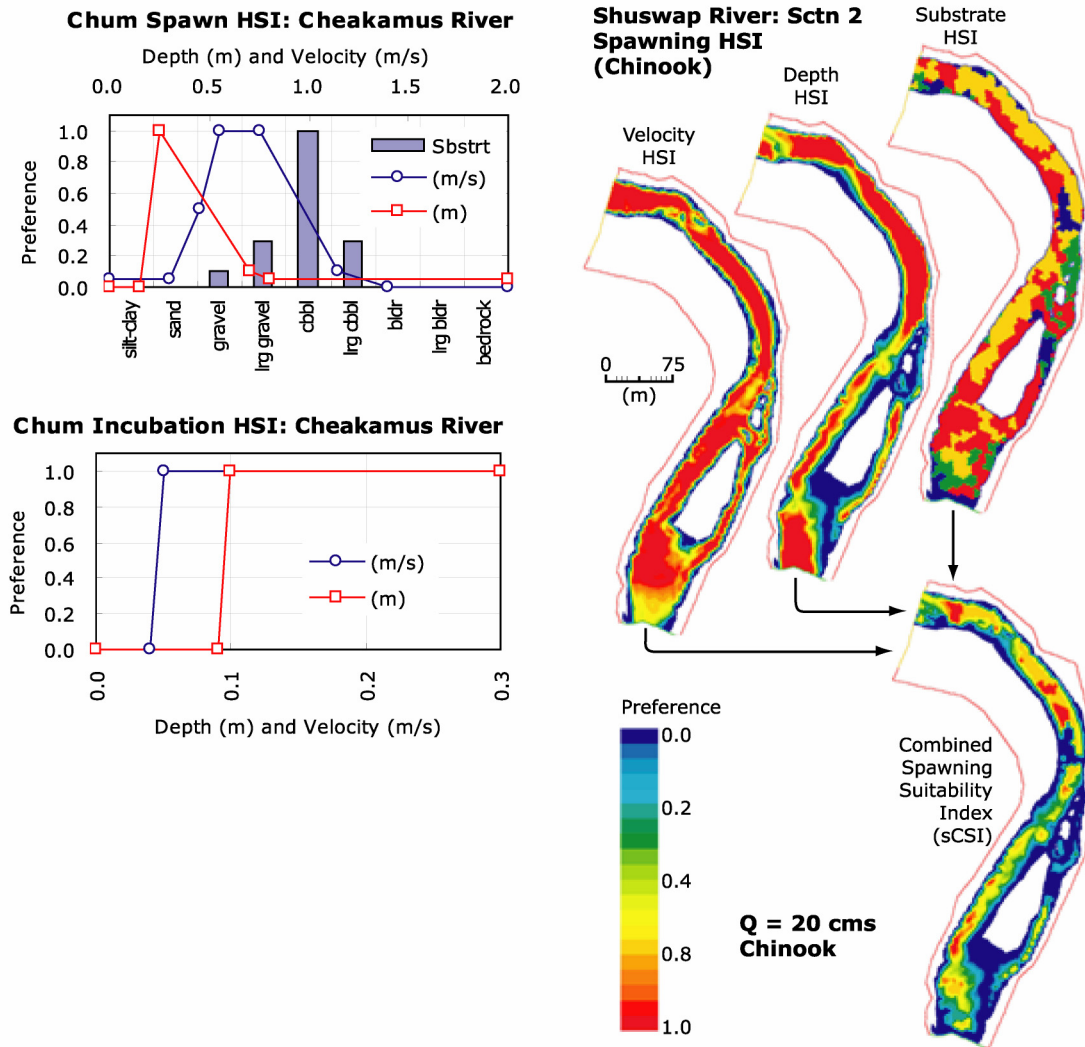 Chum Spawn HSI: Cheakamus River
Depth (m) and Velocity (m/s)
0.0 0.5 1.0 1.5 2.0
1.0
0.8
0.6
0.4
0.2
0.0
Preference
Sbstrt
(m/s)
(m)
silt-clay
sand
gravel
lrg gravel
cbbl
lrg cbbl
bldr
lrg bldr
bedrock
Chum Incubation HSI: Cheakamus River
1.0
0.8
0.6
0.4
0.2
0.0
Preference
(m/s)
(m)
0.0 0.1 0.2 0.3
Depth (m) and Velocity (m/s)
Shuswap River: Sctn 2
Spawning HSI
(Chinook)
Substrate
HSI
Depth
HSI
Velocity
HSI
0 75
(m)
Preference
0.0
0.2
0.4
0.6
0.8
1.0
Combined
Spawning
Suitability
Index
(sCSI)
Q = 20 cms
Chinook